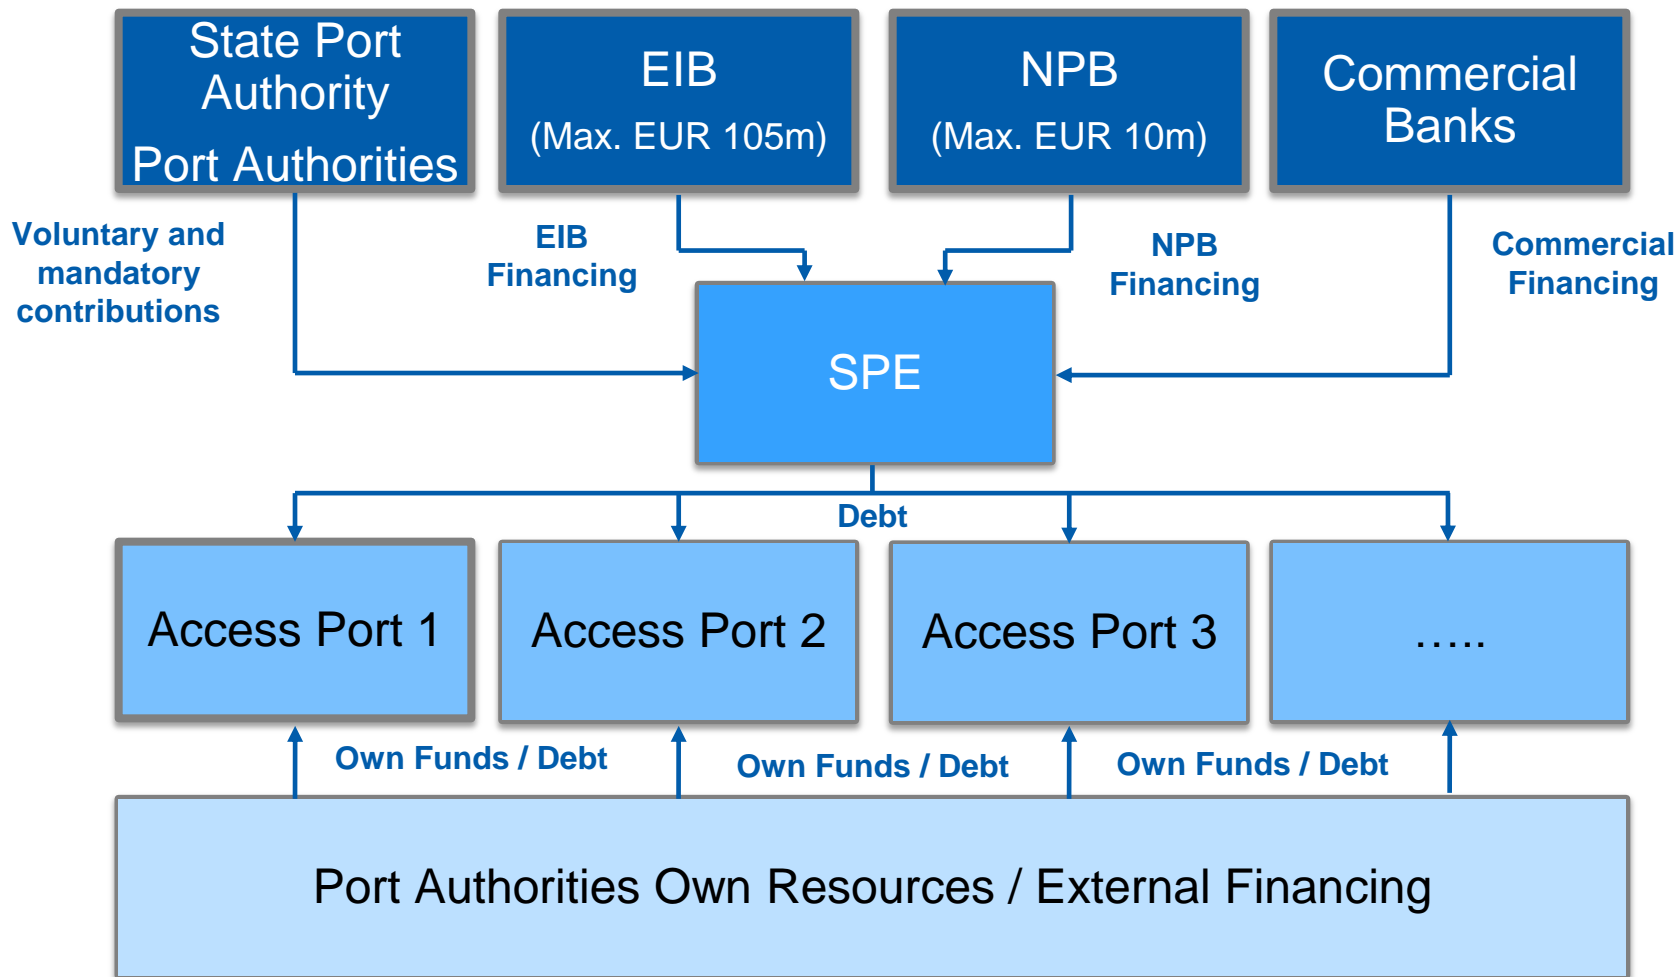 State Port
Authority
Port Authorities
EIB
(Max. EUR 105m)
NPB
(Max. EUR 10m)
Commercial
Banks
Voluntary and
mandatory
contributions
EIB
Financing
NPB
Financing
Commercial
Financing
SPE
Debt
Access Port 1
Access Port 2
Access Port 3
…..
Own Funds / Debt
Own Funds / Debt
Own Funds / Debt
Port Authorities Own Resources / External Financing